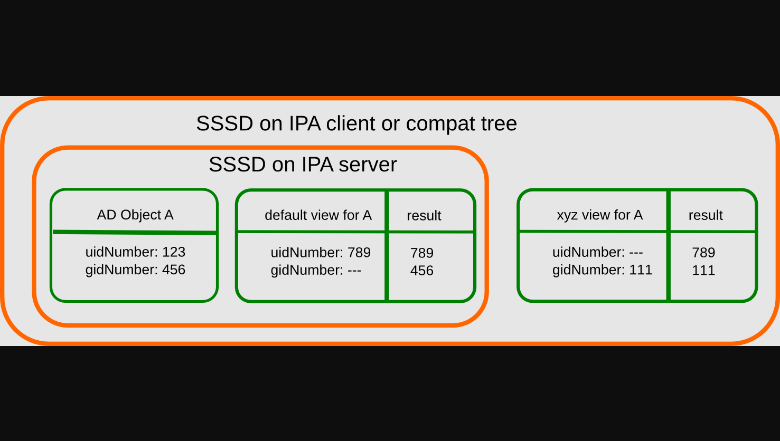 SSSD on IPA client or compat tree
SSSD on IPA server
AD Object A
uidNumber: 123
gidNumber: 456
default view for A
result
uidNumber: 789
789
gidNumber: ---
456
xyz view for A
result
uidNumber: ---
789
gidNumber: 111
111